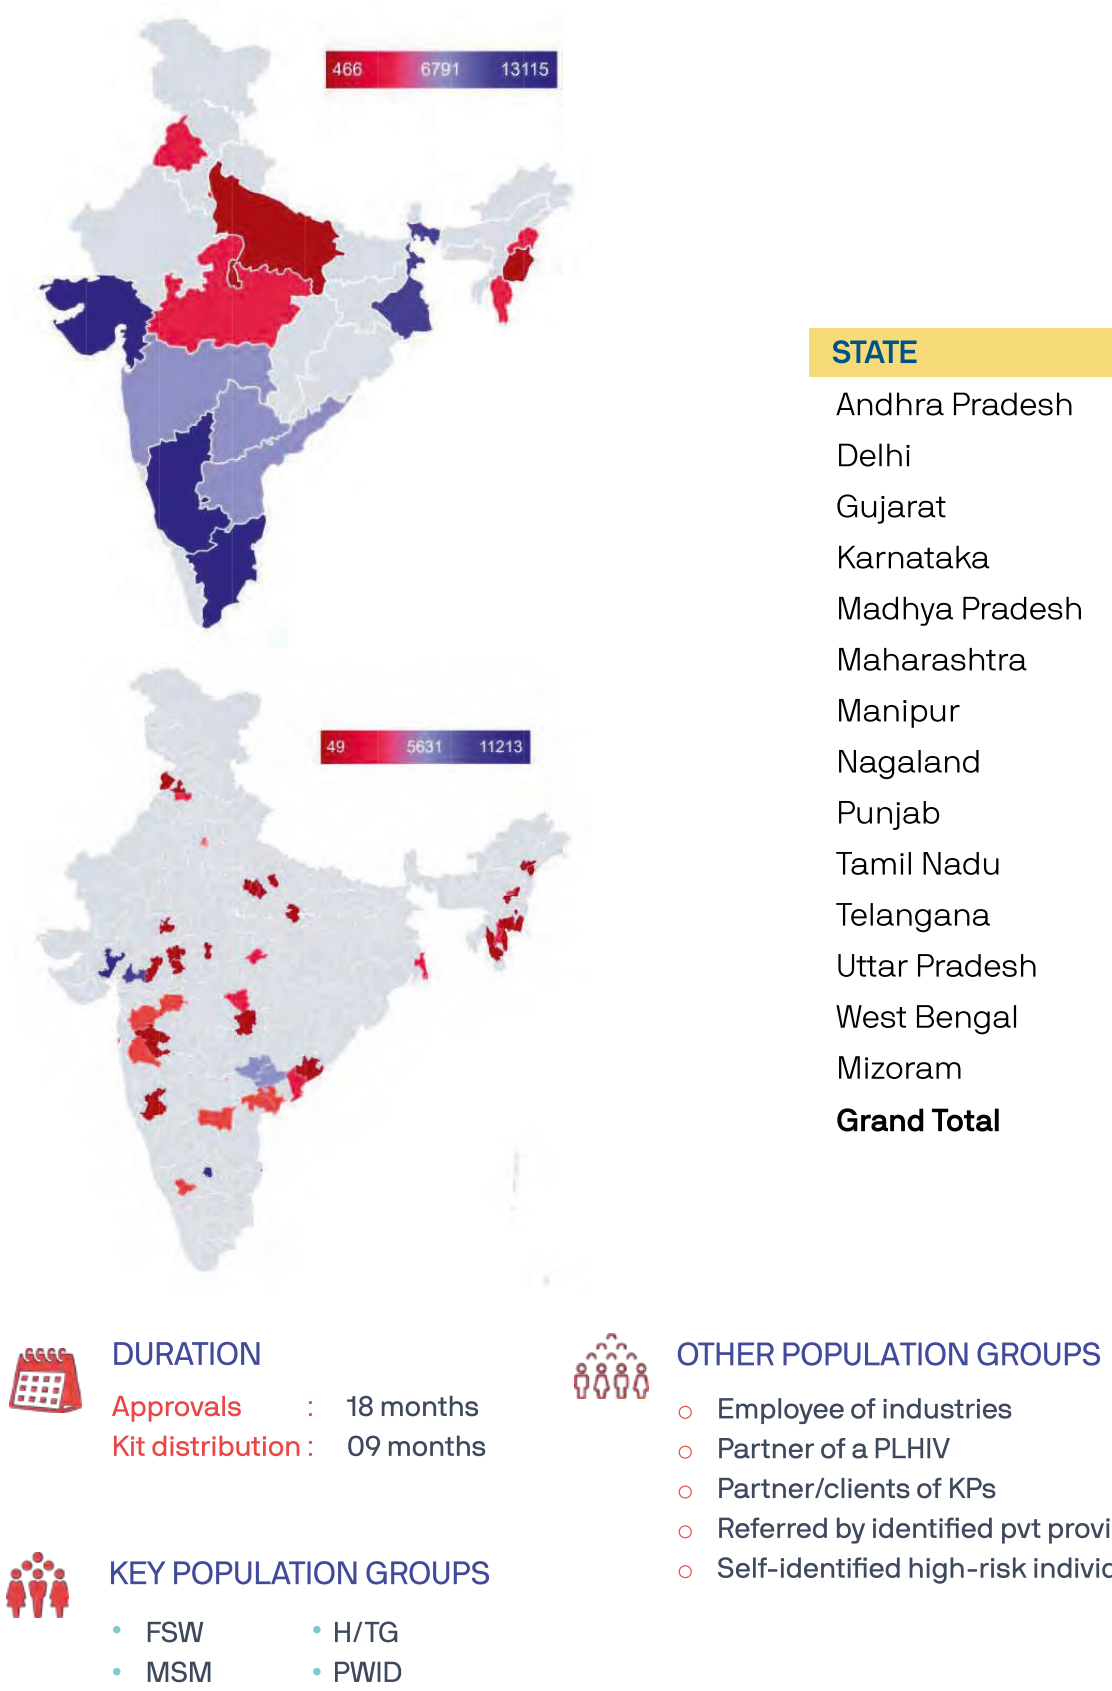 466 6791 13115
STATE
Andhra Pradesh
Delhi
Gujarat
Karnataka
Madhya Pradesh
Maharashtra
Manipur
Nagaland
Punjab
Tamil Nadu
Telangana
Uttar Pradesh
West Bengal
Mizoram
Grand Total
49 5631 11213
DURATION
Approvals : 18 months
Kit distribution : 09 months
KEY POPULATION GROUPS
• FSW • H/TG
• MSM • PWID
OTHER POPULATION GROUPS
○ Employee of industries
○ Partner of a PLHIV
○ Partner/clients of KPs
○ Referred by identified pvt provi
○ Self-identified high-risk individ